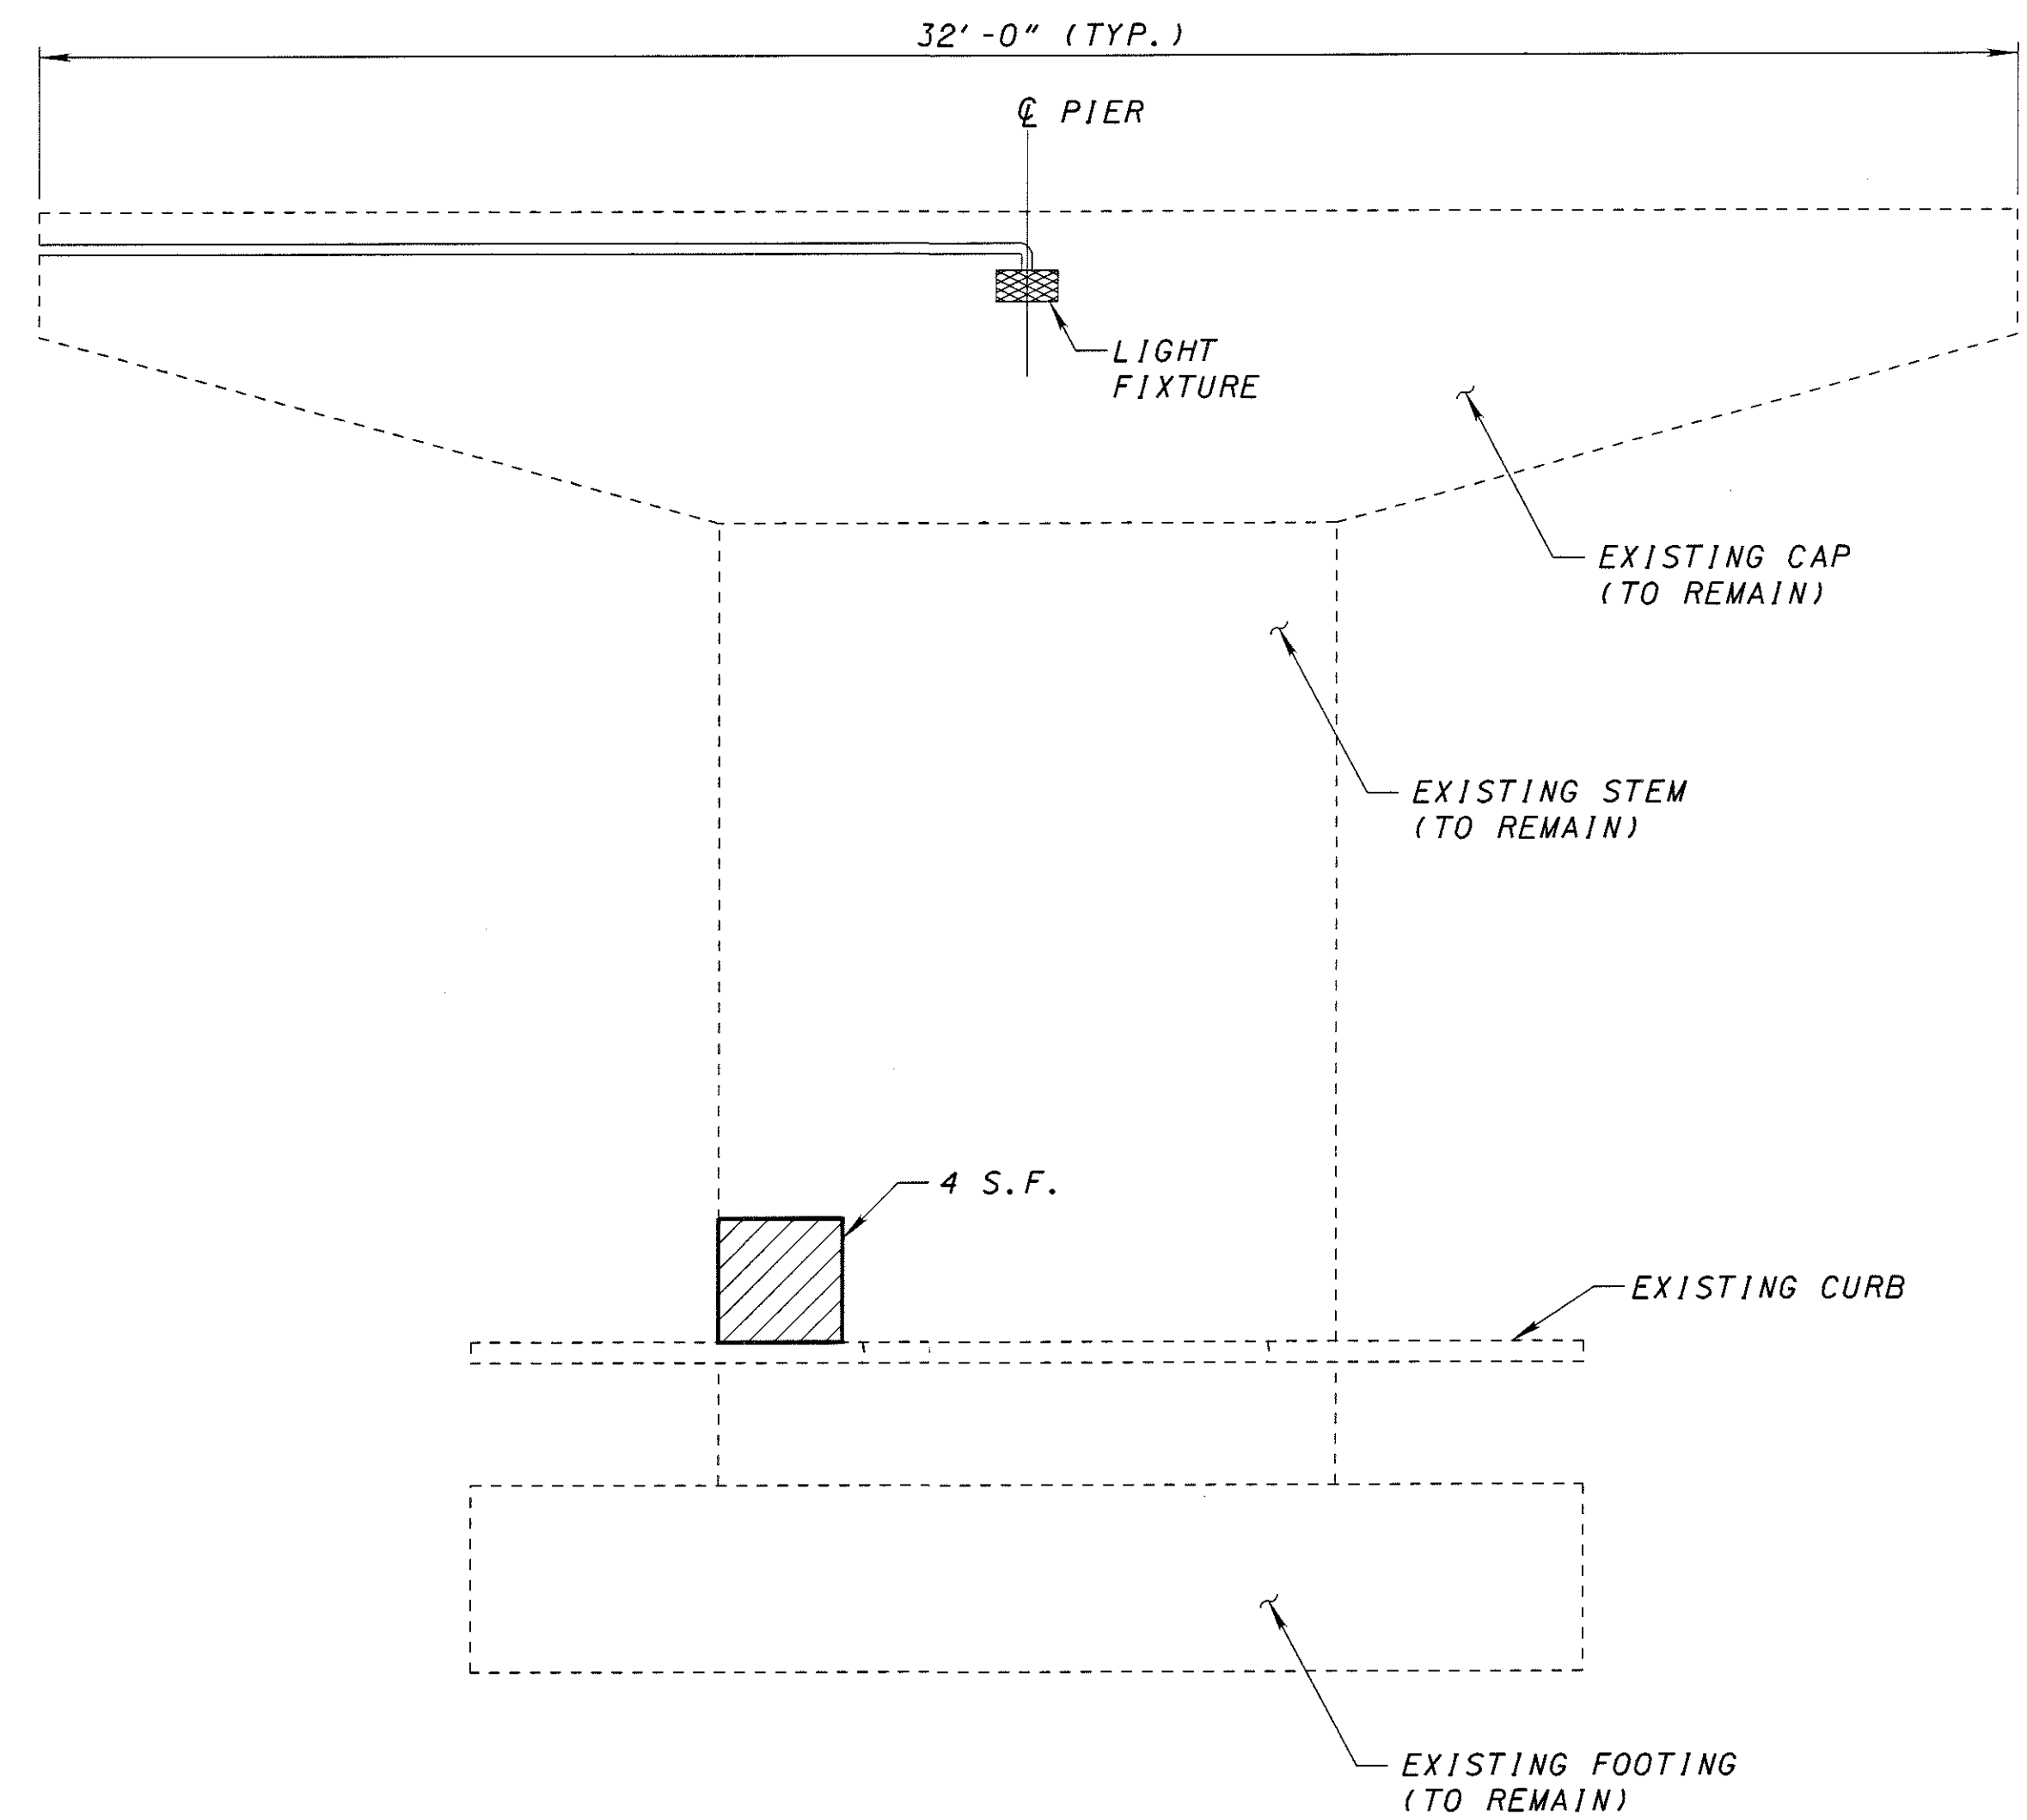 32'-0" (TYP.)
℄ PIER
LIGHT
FIXTURE
EXISTING CAP
(TO REMAIN)
EXISTING STEM
(TO REMAIN)
4 S.F.
EXISTING CURB
EXISTING FOOTING
(TO REMAIN)